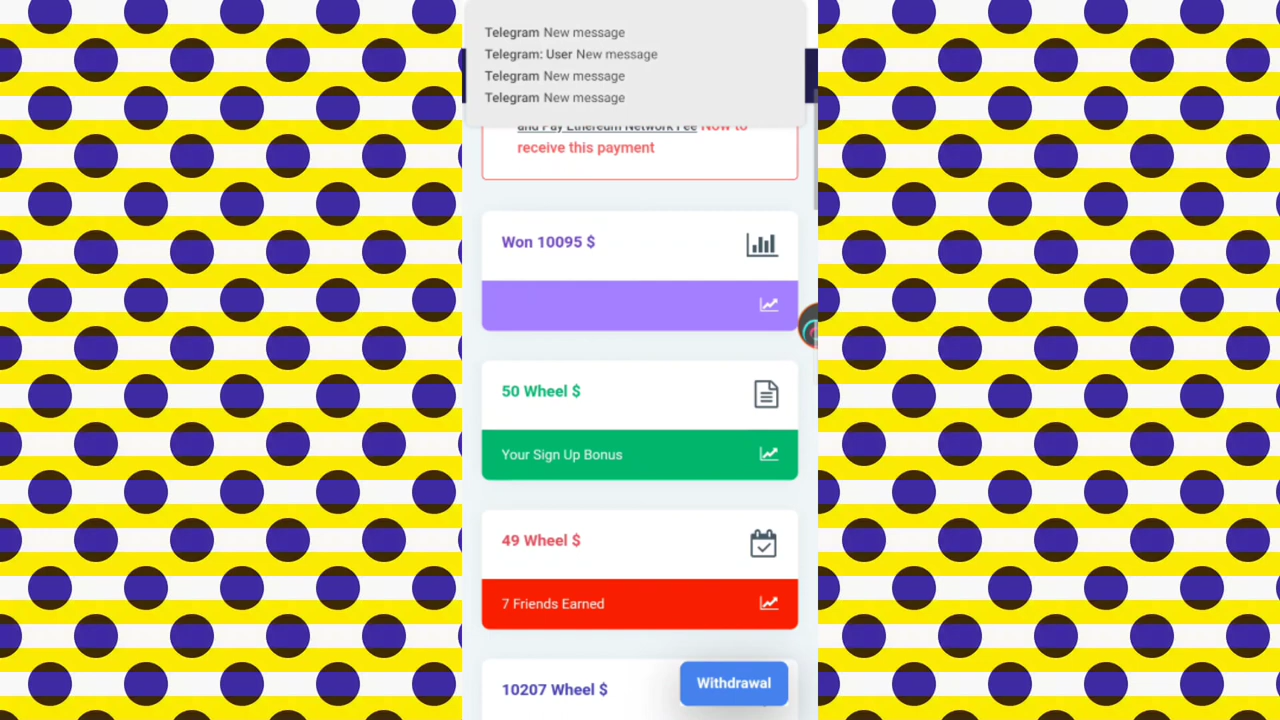 Telegram New message
Telegram: User New message
Telegram New message
Telegram New message
and Pay Ethereum Network Fee Now to
receive this payment
Won 10095 $
50 Wheel $
Your Sign Up Bonus
49 Wheel $
7 Friends Earned
10207 Wheel $
Withdrawal